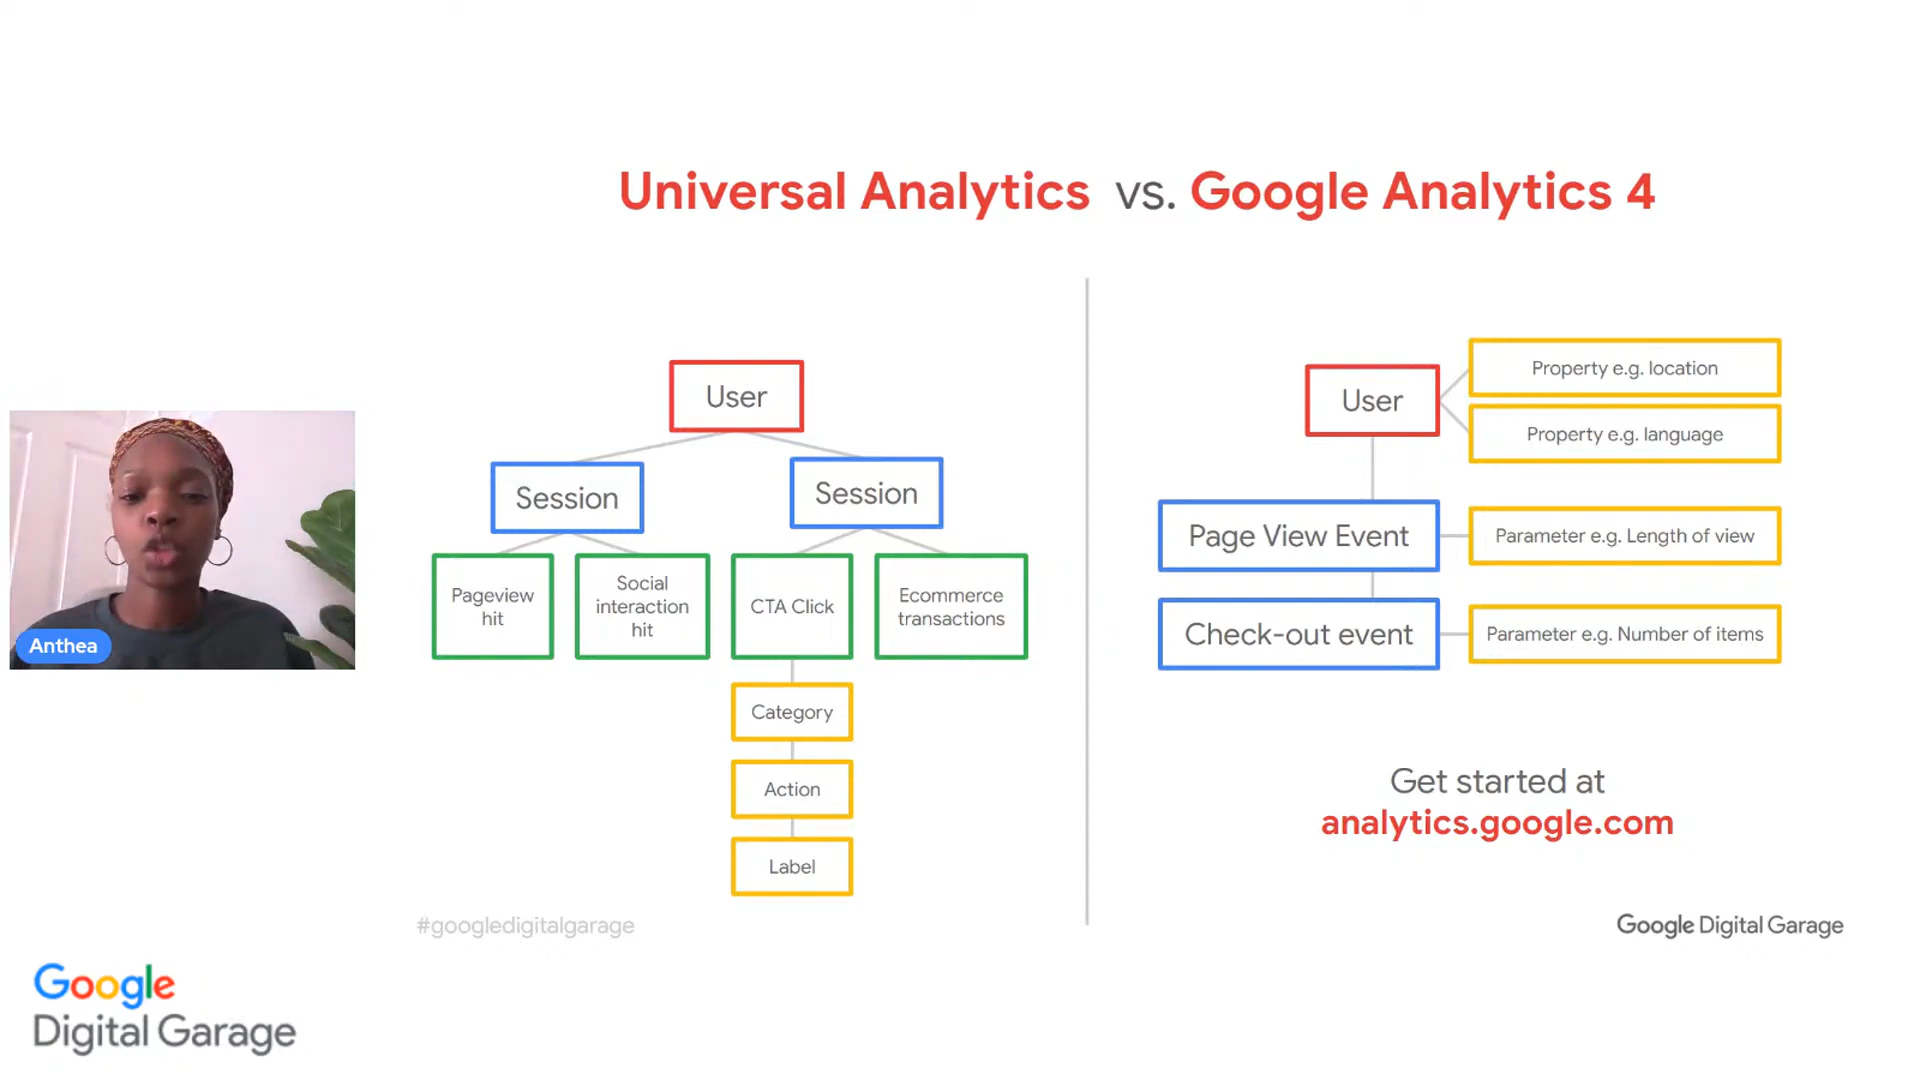 Universal Analytics vs. Google Analytics 4
User
Session
Session
Pageview
hit
Social
interaction
hit
CTA Click
Ecommerce
transactions
Category
Action
Label
User
Property e.g. location
Property e.g. language
Page View Event
Parameter e.g. Length of view
Check-out event
Parameter e.g. Number of items
Get started at
analytics.google.com
Anthea
#googledigitalgarage
Google Digital Garage
Google
Digital Garage